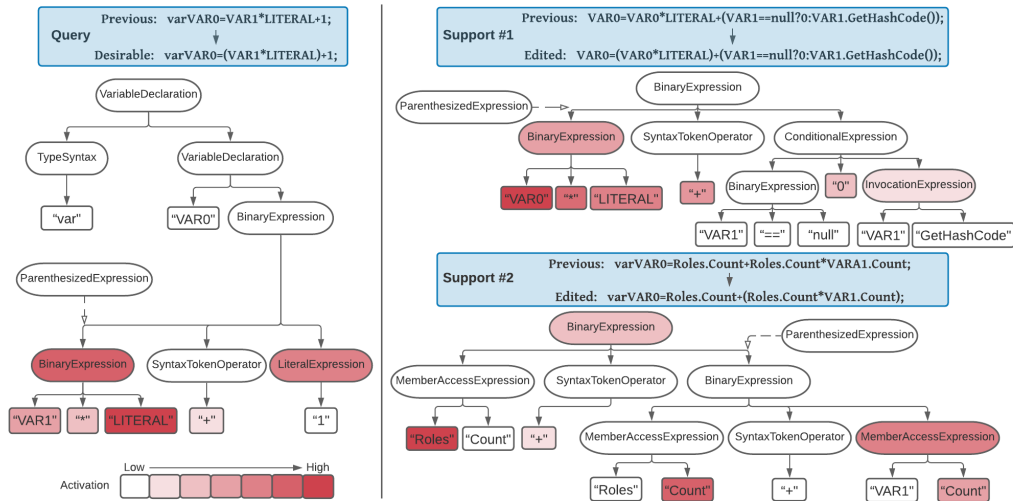 Query
Previous: varVAR0=VAR1*LITERAL+1;
Desirable: varVAR0=(VAR1*LITERAL)+1;
VariableDeclaration
TypeSyntax
VariableDeclaration
"var"
"VAR0"
BinaryExpression
ParenthesizedExpression
BinaryExpression
SyntaxTokenOperator
LiteralExpression
"VAR1"
"*"
"LITERAL"
"+"
"1"
Low
High
Activation
Support #1
Previous: VAR0=VAR0*LITERAL+(VAR1==null?0:VAR1.GetHashCode());
Edited: VAR0=(VAR0*LITERAL)+(VAR1==null?0:VAR1.GetHashCode());
BinaryExpression
ParenthesizedExpression
BinaryExpression
SyntaxTokenOperator
ConditionalExpression
"VAR0"
"*"
"LITERAL"
"+"
BinaryExpression
"0"
InvocationExpression
"VAR1"
"=="
"null"
"VAR1"
"GetHashCode"
Support #2
Previous: varVAR0=Roles.Count+Roles.Count*VARA1.Count;
Edited: varVAR0=Roles.Count+(Roles.Count*VAR1.Count);
BinaryExpression
ParenthesizedExpression
MemberAccessExpression
SyntaxTokenOperator
BinaryExpression
"Roles"
"Count"
"+"
MemberAccessExpression
SyntaxTokenOperator
MemberAccessExpression
"Roles"
"Count"
"+"
"VAR1"
"Count"